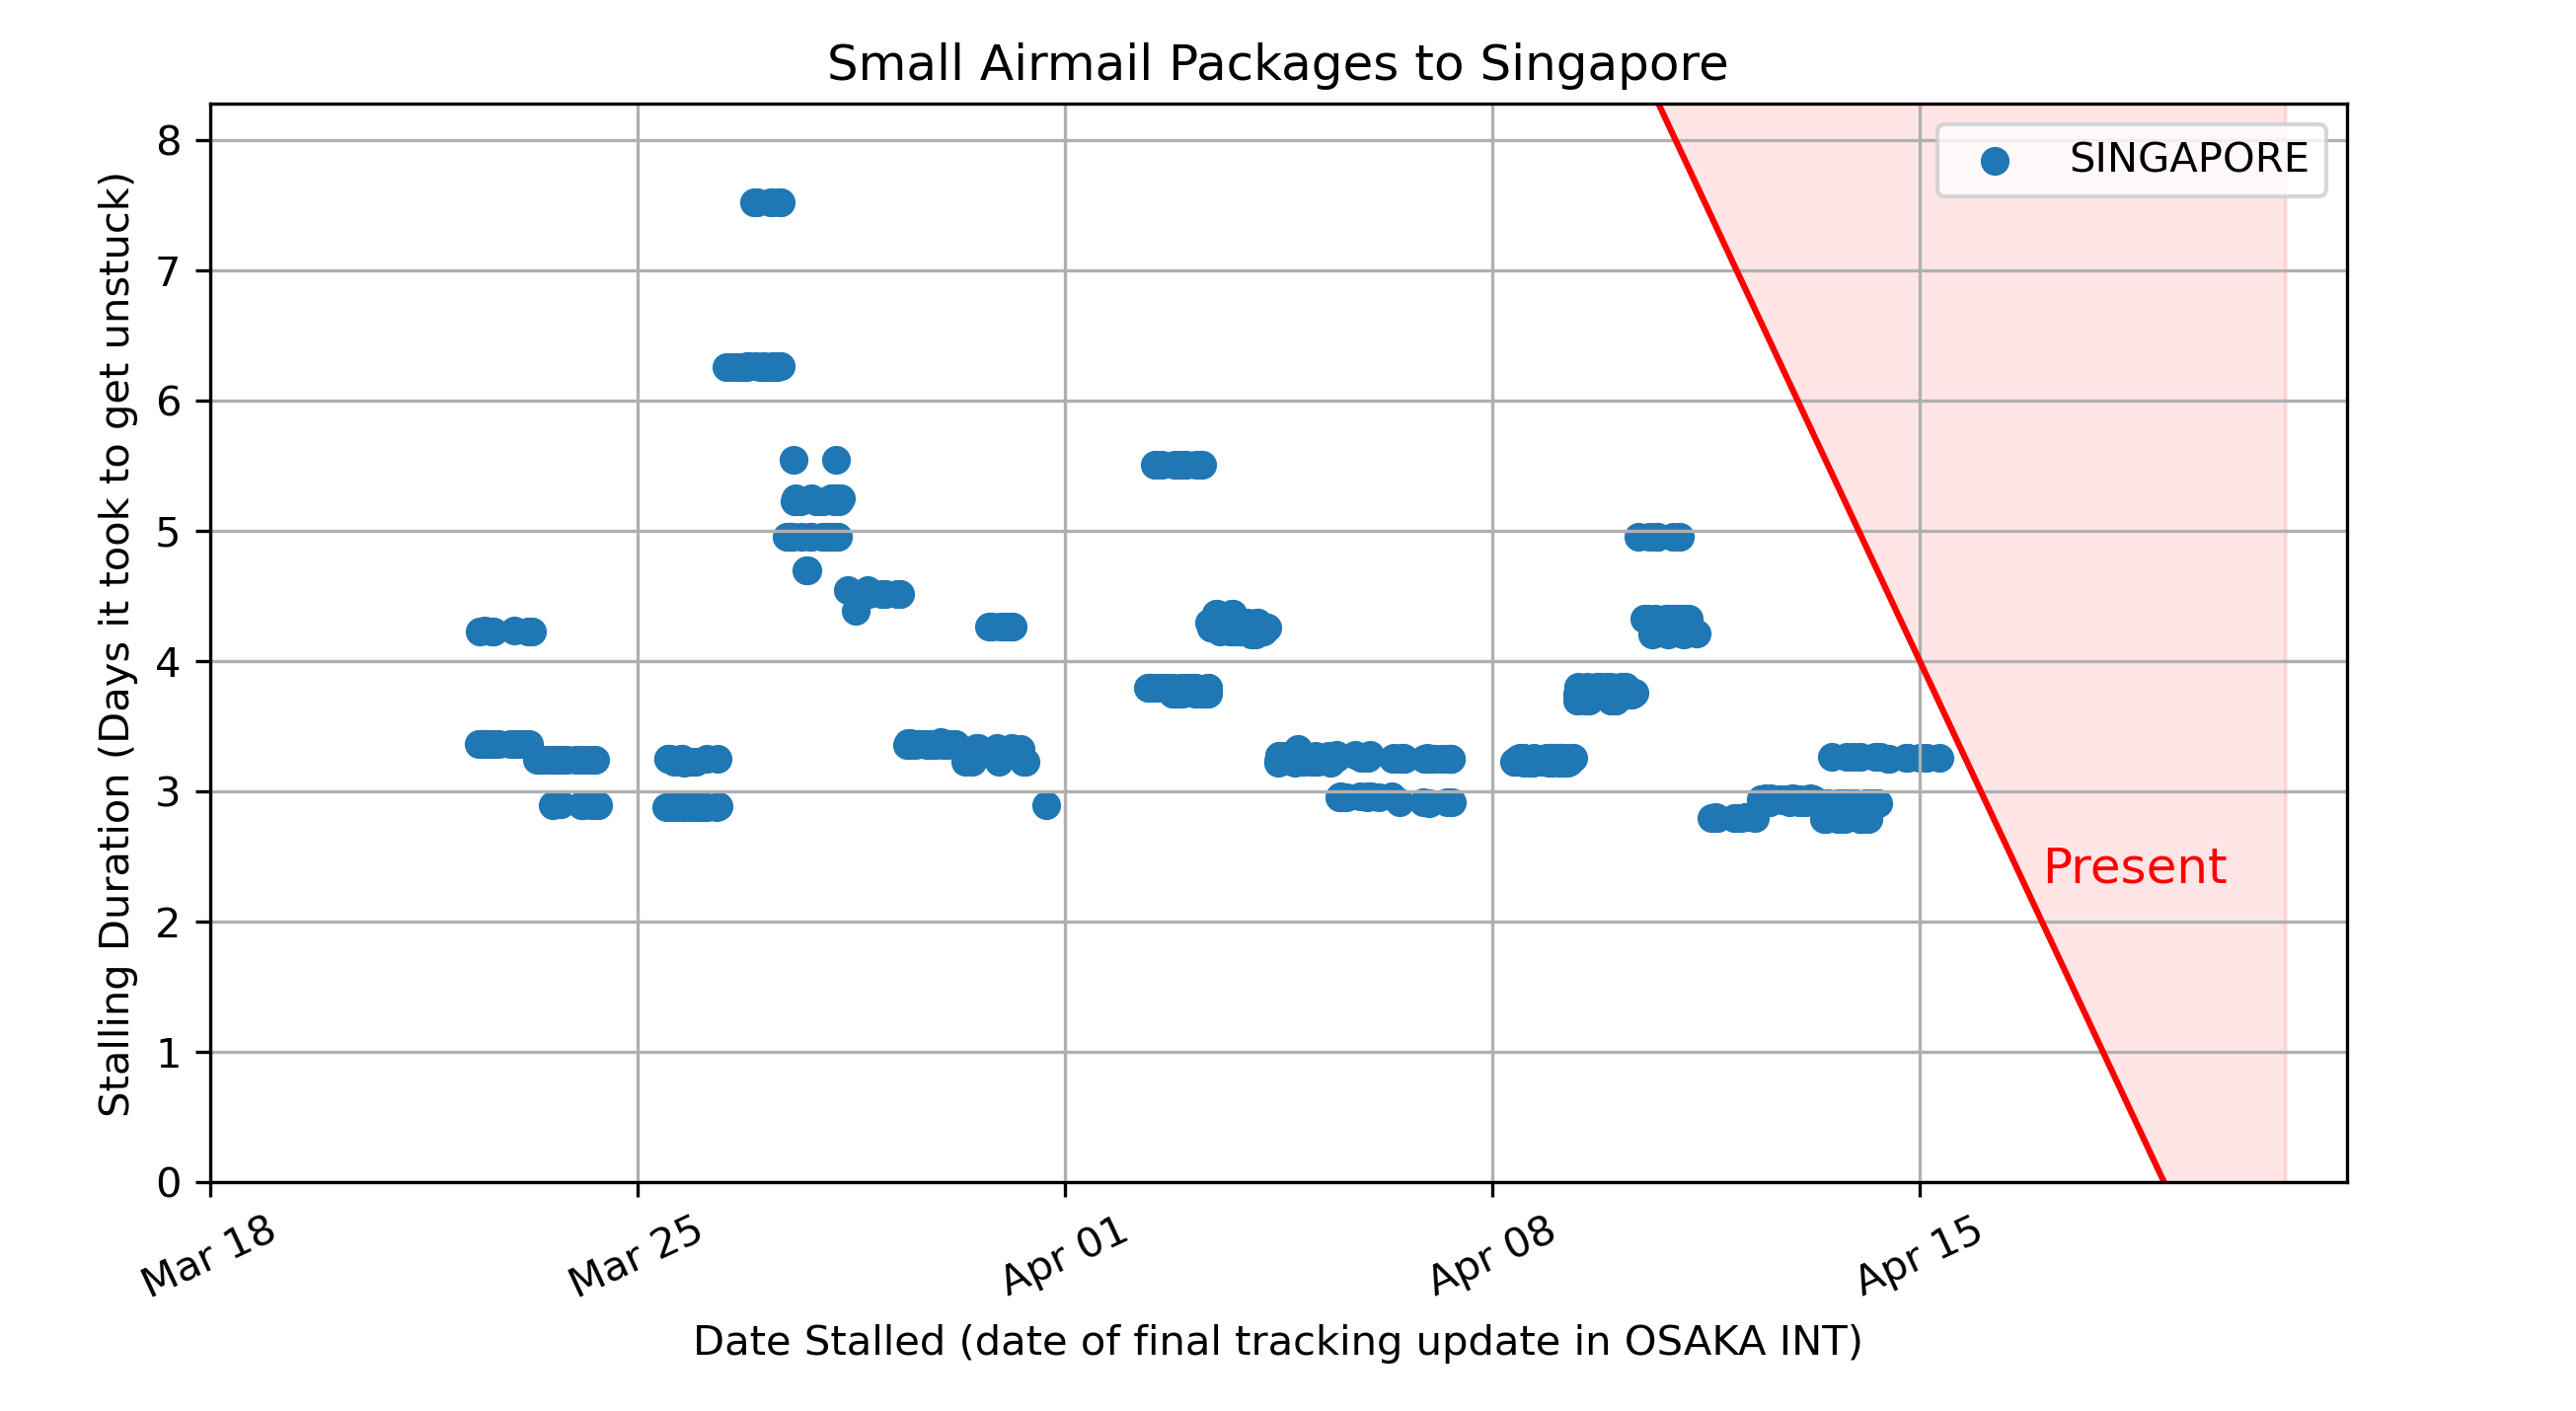 Small Airmail Packages to Singapore
SINGAPORE
8
7
6
5
4
3
2
1
0
Stalling Duration (Days it took to get unstuck)
Present
Mar 18
Mar 25
Apr 01
Apr 08
Apr 15
Date Stalled (date of final tracking update in OSAKA INT)